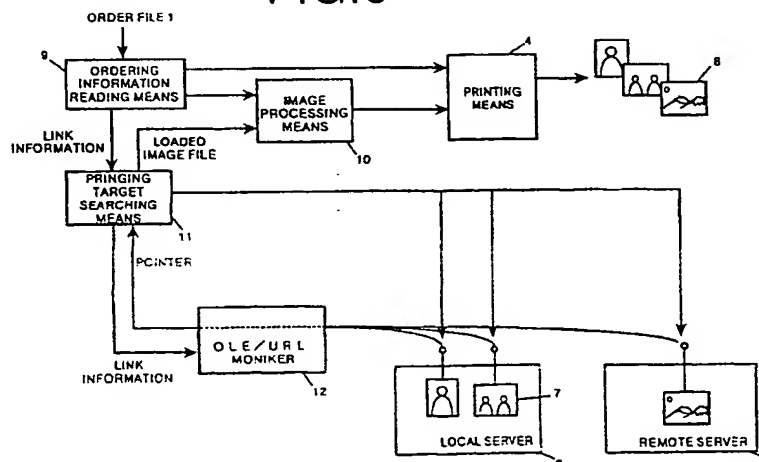 ORDER FILE 1
9
ORDERING
INFORMATION
READING MEANS
4
PRINTING
MEANS
8
IMAGE
PROCESSING
MEANS
10
LINK
INFORMATION
LOADED
IMAGE FILE
PRINGING
TARGET
SEARCHING
MEANS
11
POINTER
OLE/URL
MONIKER
12
LINK
INFORMATION
7
LOCAL SERVER
REMOTE SERVER